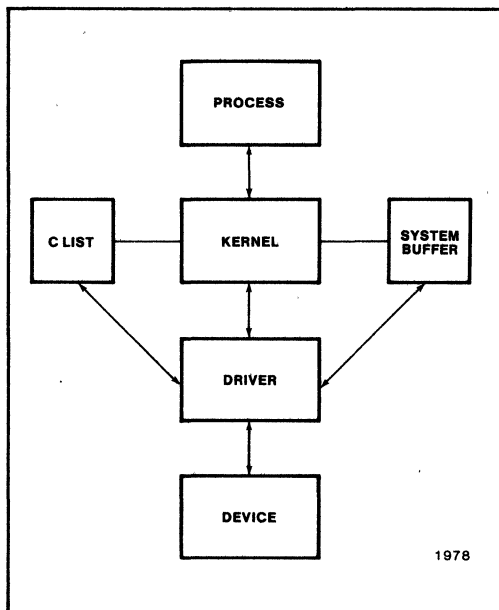 PROCESS
C LIST
KERNEL
SYSTEM
BUFFER
DRIVER
DEVICE
1978